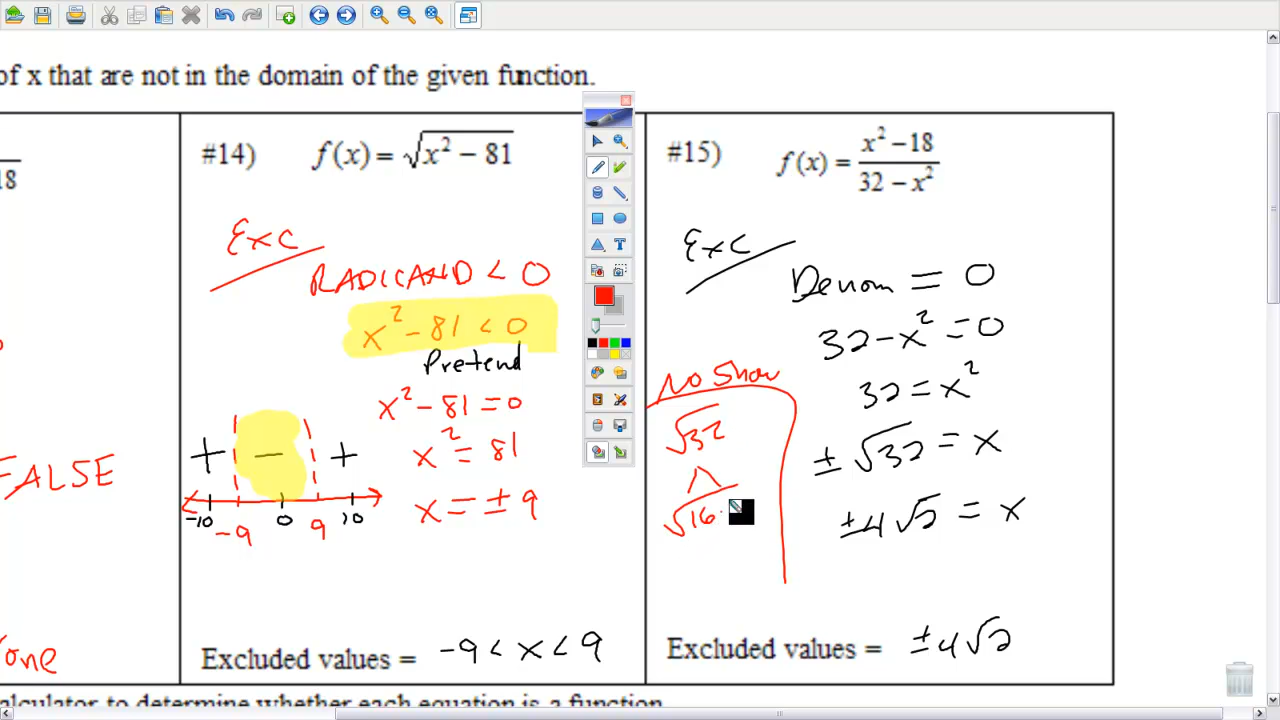 of x that are not in the domain of the given function.
18
FALSE
one
#14) f(x) = √x² − 81
Exc
RADICAND < 0
x² − 81 < 0
Pretend
x² − 81 = 0
x² = 81
x = ± 9
+ − +
-10 -9 0 9 10
Excluded values = -9 < x < 9
#15) f(x) = x² −18 / 32 − x²
Exc
Denom = 0
32 − x² = 0
32 = x²
± √32 = x
±4√2 = x
No Show
√32
√16 ·
Excluded values = ±4√2
alculator to determine whether each equation is a function.